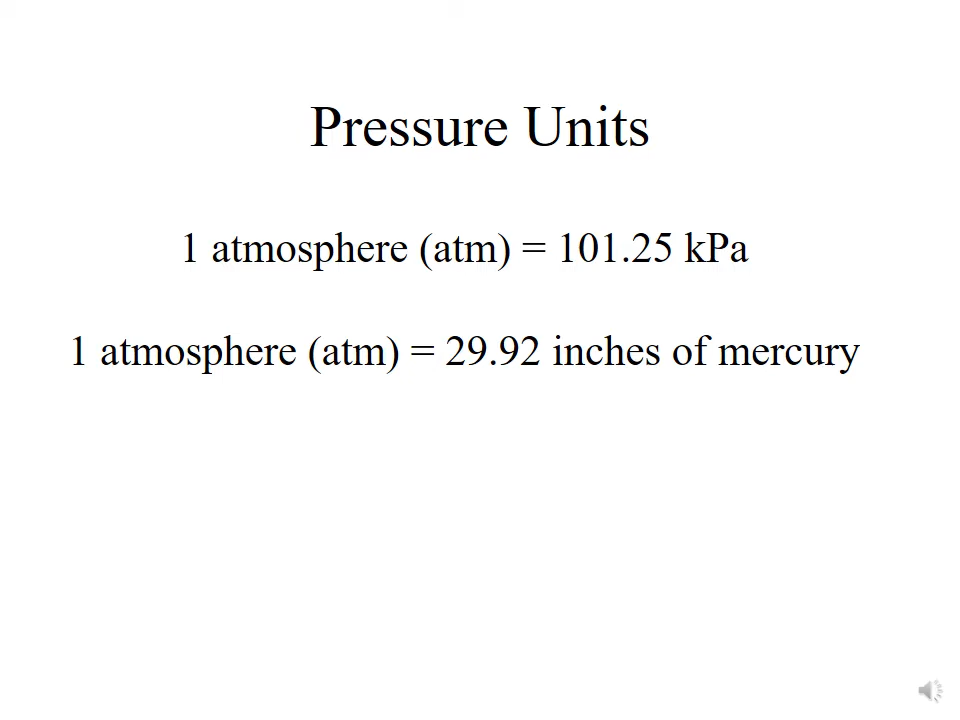 Pressure Units
1 atmosphere (atm) = 101.25 kPa
1 atmosphere (atm) = 29.92 inches of mercury